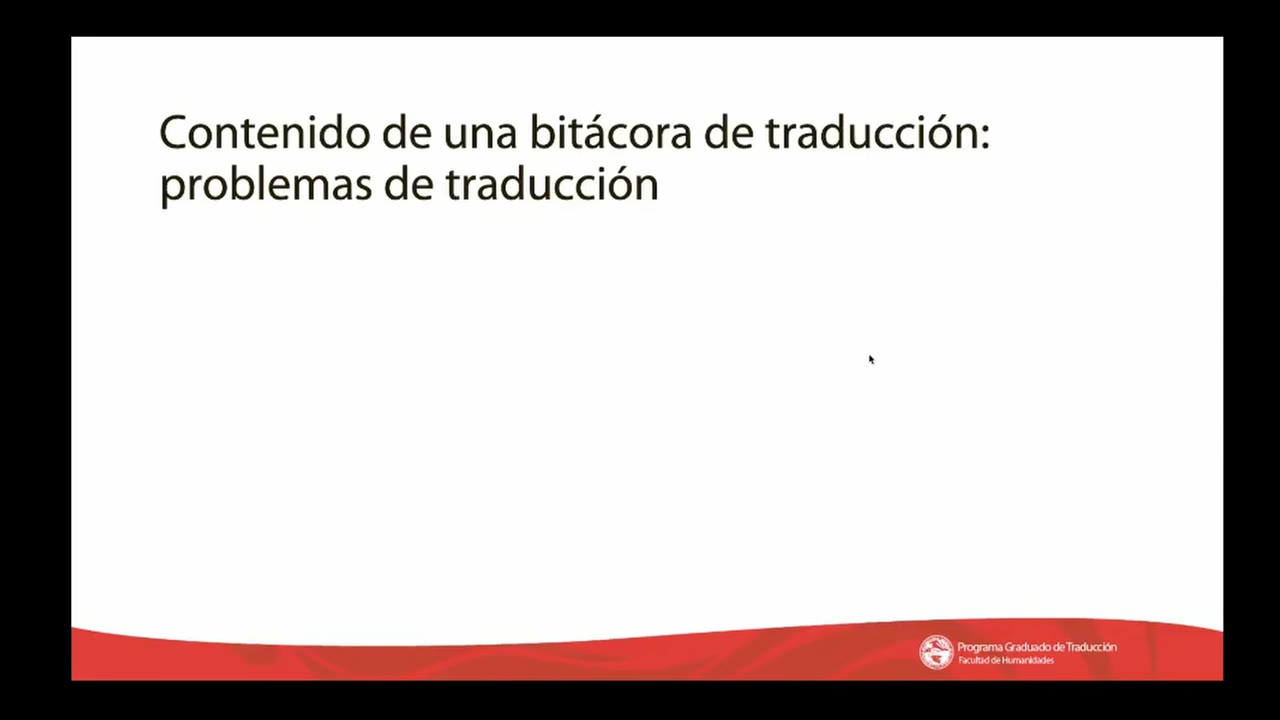 Contenido de una bitácora de traducción:
problemas de traducción
Programa Graduado de Traducción
Facultad de Humanidades